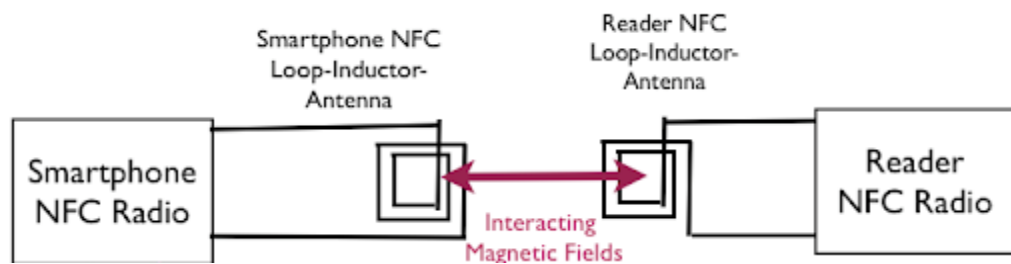 Smartphone NFC
Loop-Inductor-
Antenna
Reader NFC
Loop-Inductor-
Antenna
Smartphone
NFC Radio
Interacting
Magnetic Fields
Reader
NFC Radio